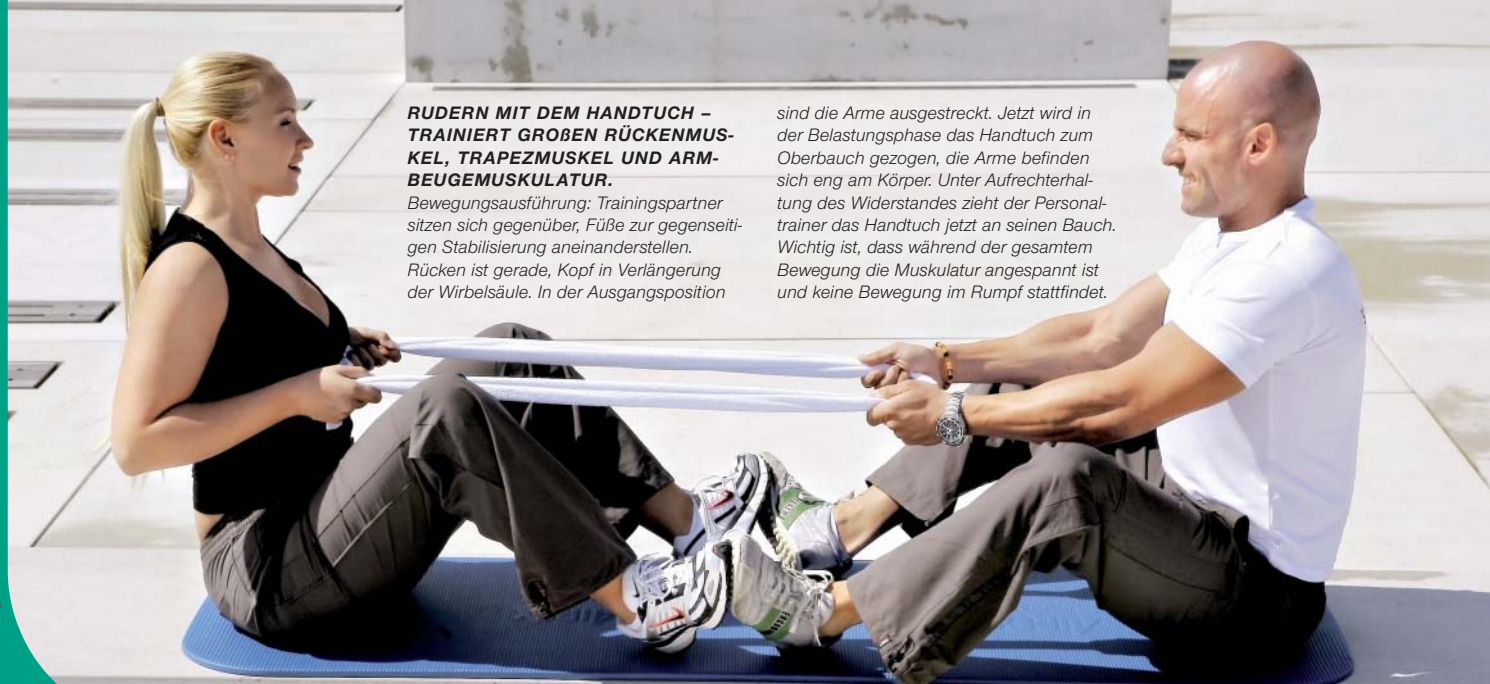 RUDERN MIT DEM HANDTUCH –
TRAINIERT GROßEN RÜCKENMUS-
KEL, TRAPEZMUSKEL UND ARM-
BEUGEMUSKULATUR.
Bewegungsausführung: Trainingspartner
sitzen sich gegenüber, Füße zur gegenseiti-
gen Stabilisierung aneinanderstellen.
Rücken ist gerade, Kopf in Verlängerung
der Wirbelsäule. In der Ausgangsposition
sind die Arme ausgestreckt. Jetzt wird in
der Belastungsphase das Handtuch zum
Oberbauch gezogen, die Arme befinden
sich eng am Körper. Unter Aufrechterhal-
tung des Widerstandes zieht der Personal-
trainer das Handtuch jetzt an seinen Bauch.
Wichtig ist, dass während der gesamtem
Bewegung die Muskulatur angespannt ist
und keine Bewegung im Rumpf stattfindet.